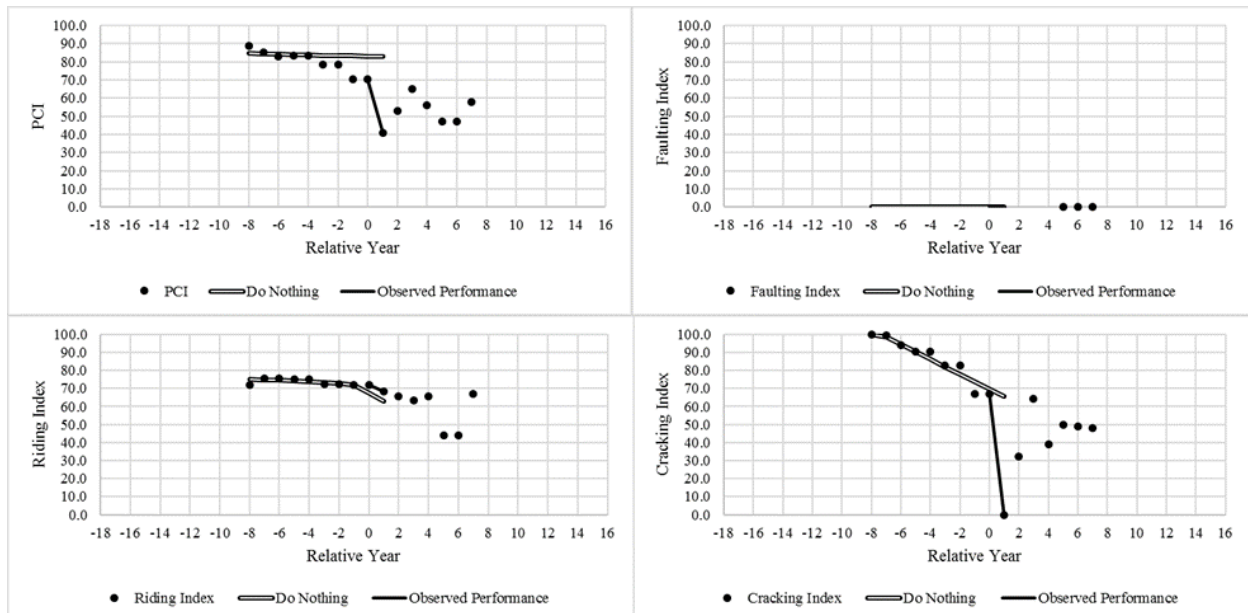 PCI
100.0
90.0
80.0
70.0
60.0
50.0
40.0
30.0
20.0
10.0
0.0
-18 -16 -14 -12 -10 -8 -6 -4 -2 0 2 4 6 8 10 12 14 16
Relative Year
PCI Do Nothing Observed Performance
Faulting Index
100.0
90.0
80.0
70.0
60.0
50.0
40.0
30.0
20.0
10.0
0.0
-18 -16 -14 -12 -10 -8 -6 -4 -2 0 2 4 6 8 10 12 14 16
Relative Year
Faulting Index Do Nothing Observed Performance
Riding Index
100.0
90.0
80.0
70.0
60.0
50.0
40.0
30.0
20.0
10.0
0.0
-18 -16 -14 -12 -10 -8 -6 -4 -2 0 2 4 6 8 10 12 14 16
Relative Year
Riding Index Do Nothing Observed Performance
Cracking Index
100.0
90.0
80.0
70.0
60.0
50.0
40.0
30.0
20.0
10.0
0.0
-18 -16 -14 -12 -10 -8 -6 -4 -2 0 2 4 6 8 10 12 14 16
Relative Year
Cracking Index Do Nothing Observed Performance